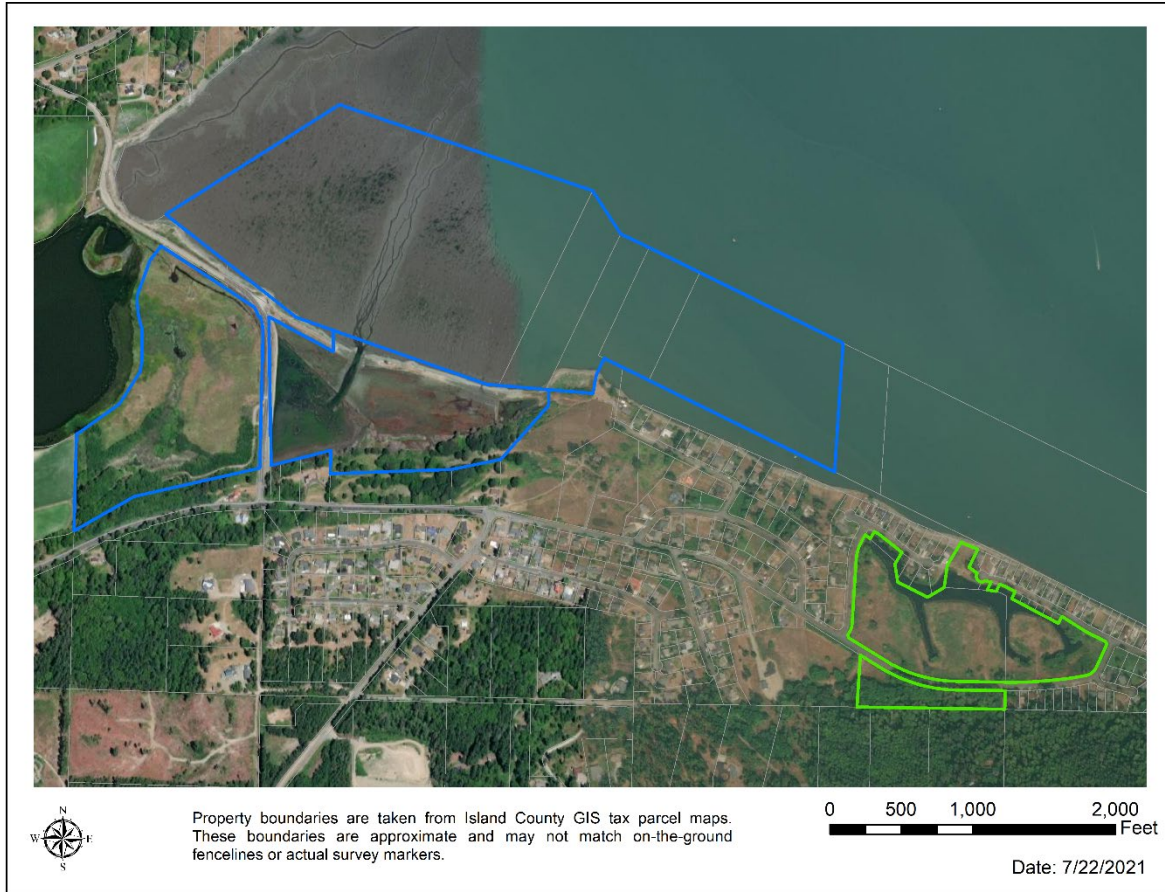 N
W E
S
Property boundaries are taken from Island County GIS tax parcel maps.
These boundaries are approximate and may not match on-the-ground
fencelines or actual survey markers.
0 500 1,000 2,000
Feet
Date: 7/22/2021